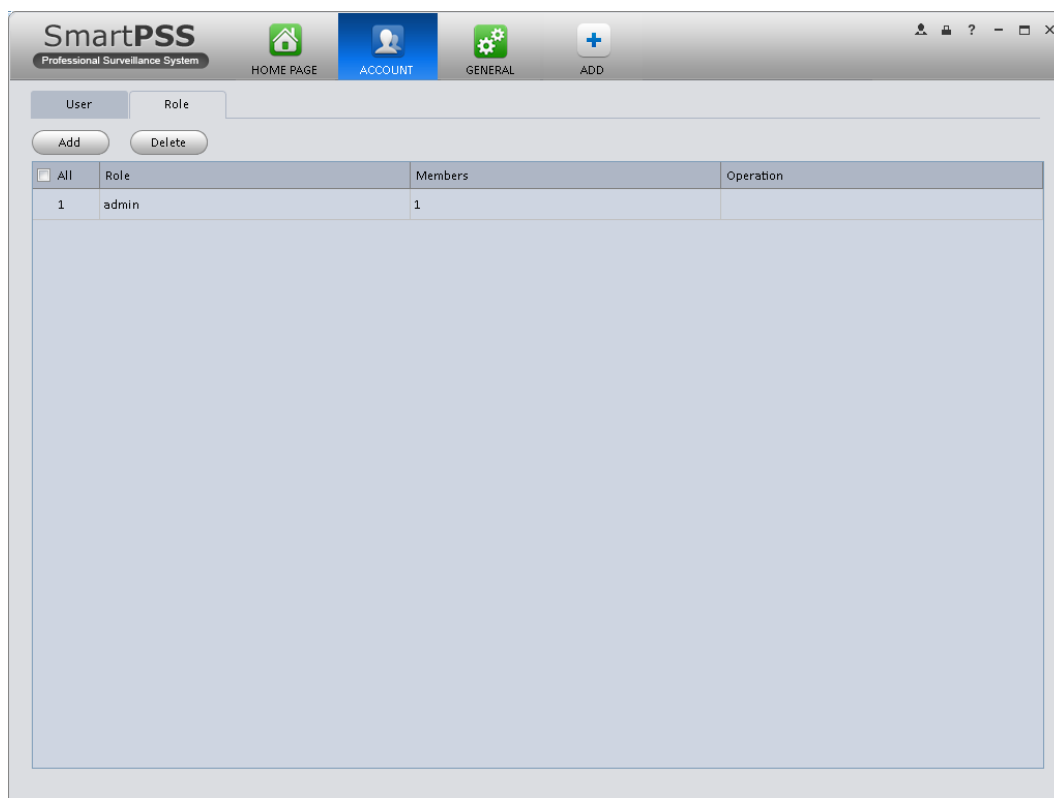 SmartPSS
Professional Surveillance System
HOME PAGE
ACCOUNT
GENERAL
ADD
?
User Role
Add Delete
All Role Members Operation
1 admin 1